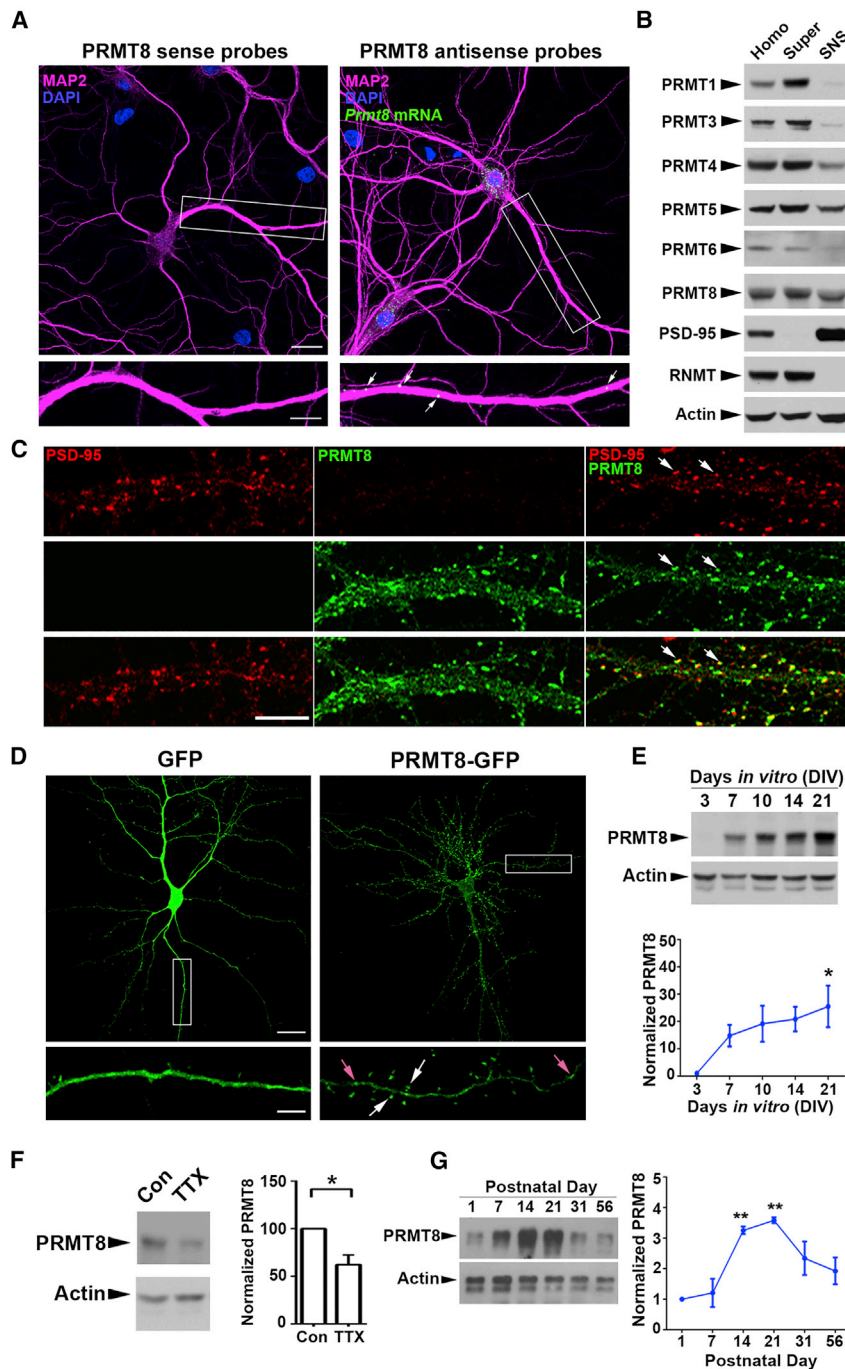 A
PRMT8 sense probes
MAP2
DAPI
PRMT8 antisense probes
MAP2
DAPI
Prmt8 mRNA
B
Homo Super SNS
PRMT1
PRMT3
PRMT4
PRMT5
PRMT6
PRMT8
PSD-95
RNMT
Actin
C
PSD-95
PRMT8
PSD-95
PRMT8
D
GFP
PRMT8-GFP
E
Days in vitro (DIV)
3 7 10 14 21
PRMT8
Actin
Normalized PRMT8
50
40
30
20
10
0
*
3 7 10 14 21
Days in vitro (DIV)
F
Con TTX
PRMT8
Actin
Normalized PRMT8
150
100
50
0
*
Con TTX
G
Postnatal Day
1 7 14 21 31 56
PRMT8
Actin
Normalized PRMT8
5
4
3
2
1
0
** **
1 7 14 21 31 56
Postnatal Day